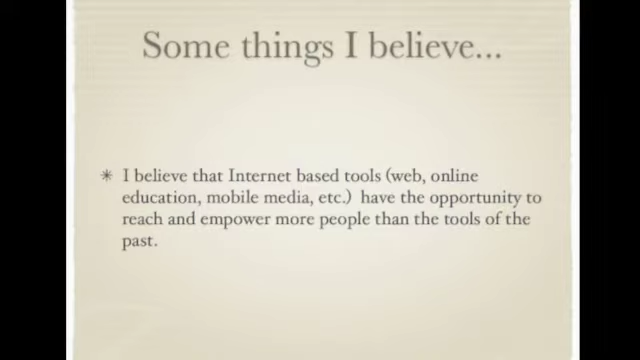 Some things I believe...
✳ I believe that Internet based tools (web, online
education, mobile media, etc.) have the opportunity to
reach and empower more people than the tools of the
past.